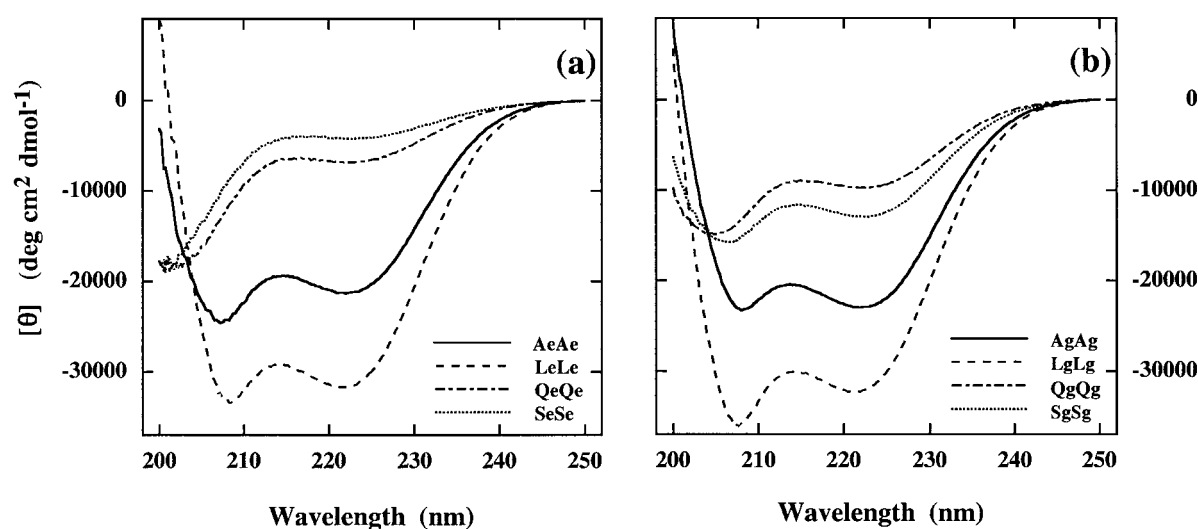 (a)
(b)
[θ] (deg cm² dmol⁻¹)
0
-10000
-20000
-30000
AeAe
LeLe
QeQe
SeSe
200 210 220 230 240 250
Wavelength (nm)
AgAg
LgLg
QgQg
SgSg
0
-10000
-20000
-30000
200 210 220 230 240 250
Wavelength (nm)